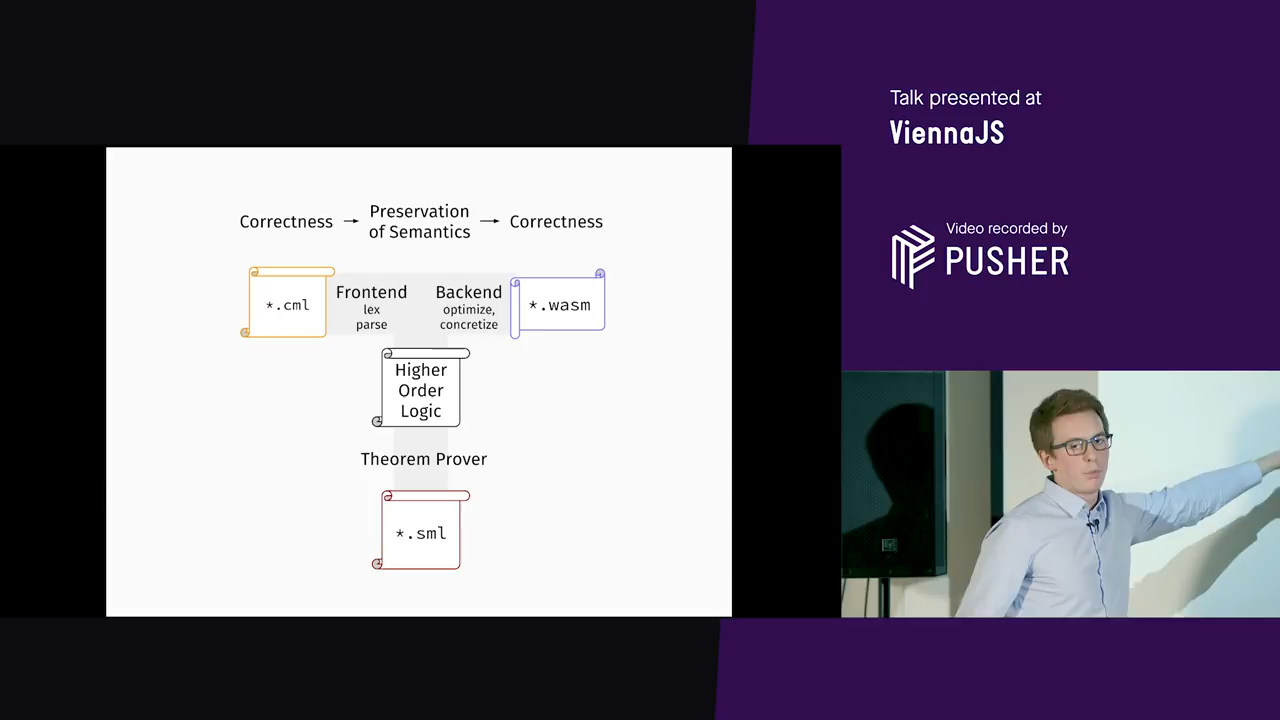 Talk presented at
ViennaJS
Video recorded by
PUSHER
Correctness → Preservation of Semantics → Correctness
*.cml
Frontend
lex
parse
Backend
optimize,
concretize
*.wasm
Higher
Order
Logic
Theorem Prover
*.sml